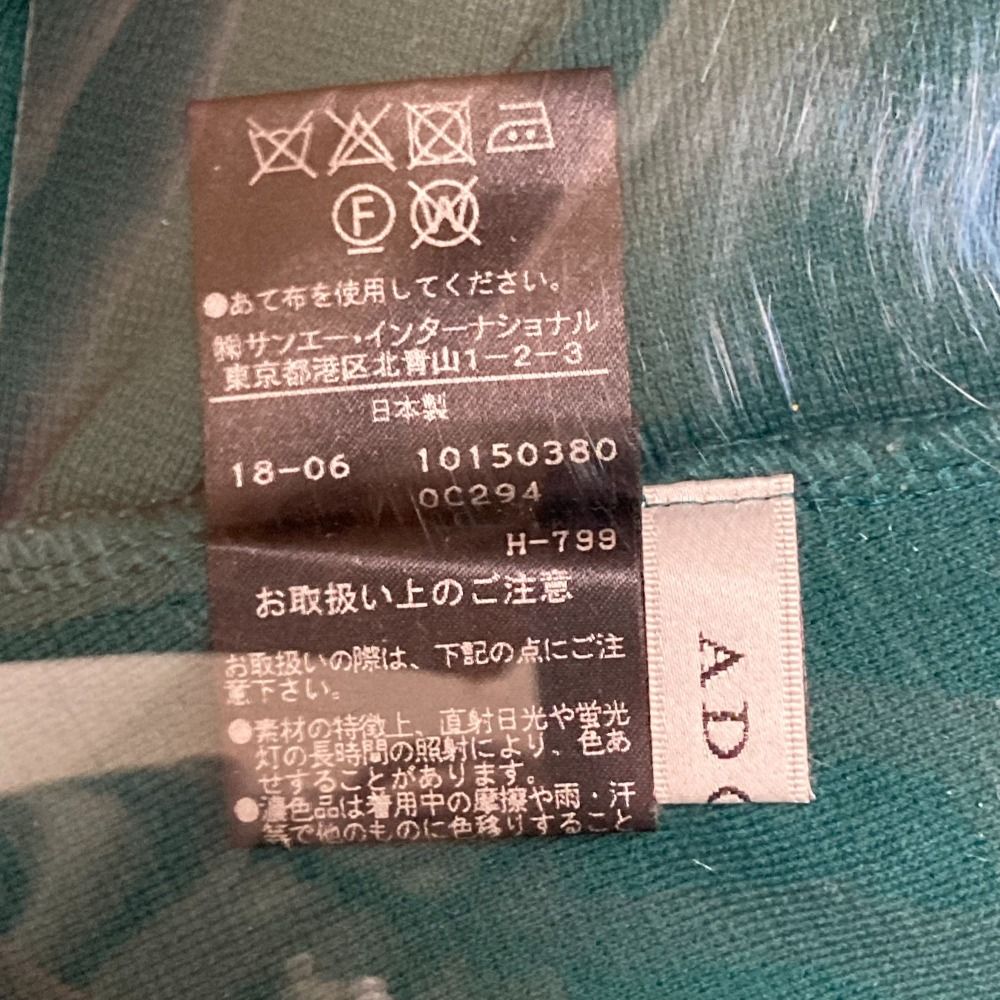 F W
●あて布を使用してください。
㈱サンエー・インターナショナル
東京都港区北青山1-2-3
日本製
18-06 10150380
0C294
H-799
お取扱い上のご注意
お取扱いの際は、下記の点にご注
意下さい。
●素材の特徴上、直射日光や蛍光
灯の長時間の照射により、色あ
せすることがあります。
●濃色品は着用中の摩擦や雨・汗
等で他のものに色移りすること
AD